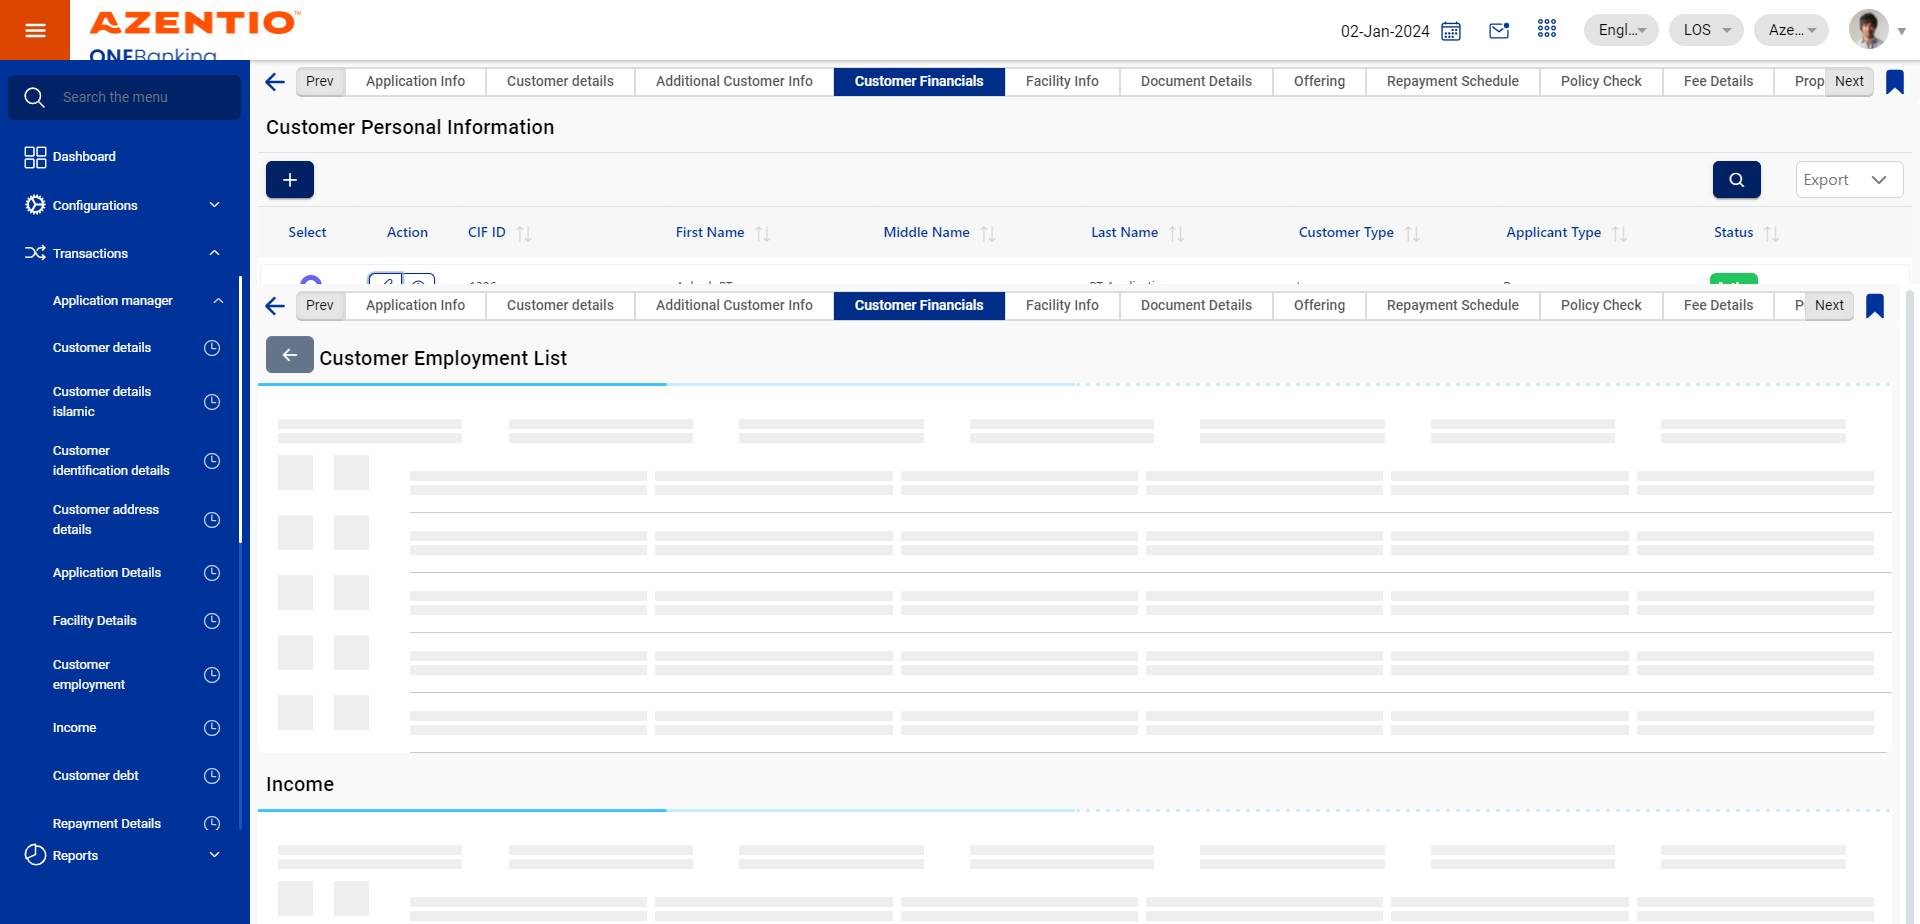 AZENTIO™
ONEBanking
02-Jan-2024
Engl...
LOS
Aze...
Search the menu
Dashboard
Configurations
Transactions
Application manager
Customer details
Customer details
islamic
Customer
identification details
Customer address
details
Application Details
Facility Details
Customer
employment
Income
Customer debt
Repayment Details
Reports
Prev Application Info Customer details Additional Customer Info Customer Financials Facility Info Document Details Offering Repayment Schedule Policy Check Fee Details Prop Next
Customer Personal Information
Export
Select Action CIF ID First Name Middle Name Last Name Customer Type Applicant Type Status
Prev Application Info Customer details Additional Customer Info Customer Financials Facility Info Document Details Offering Repayment Schedule Policy Check Fee Details P Next
Customer Employment List
Income